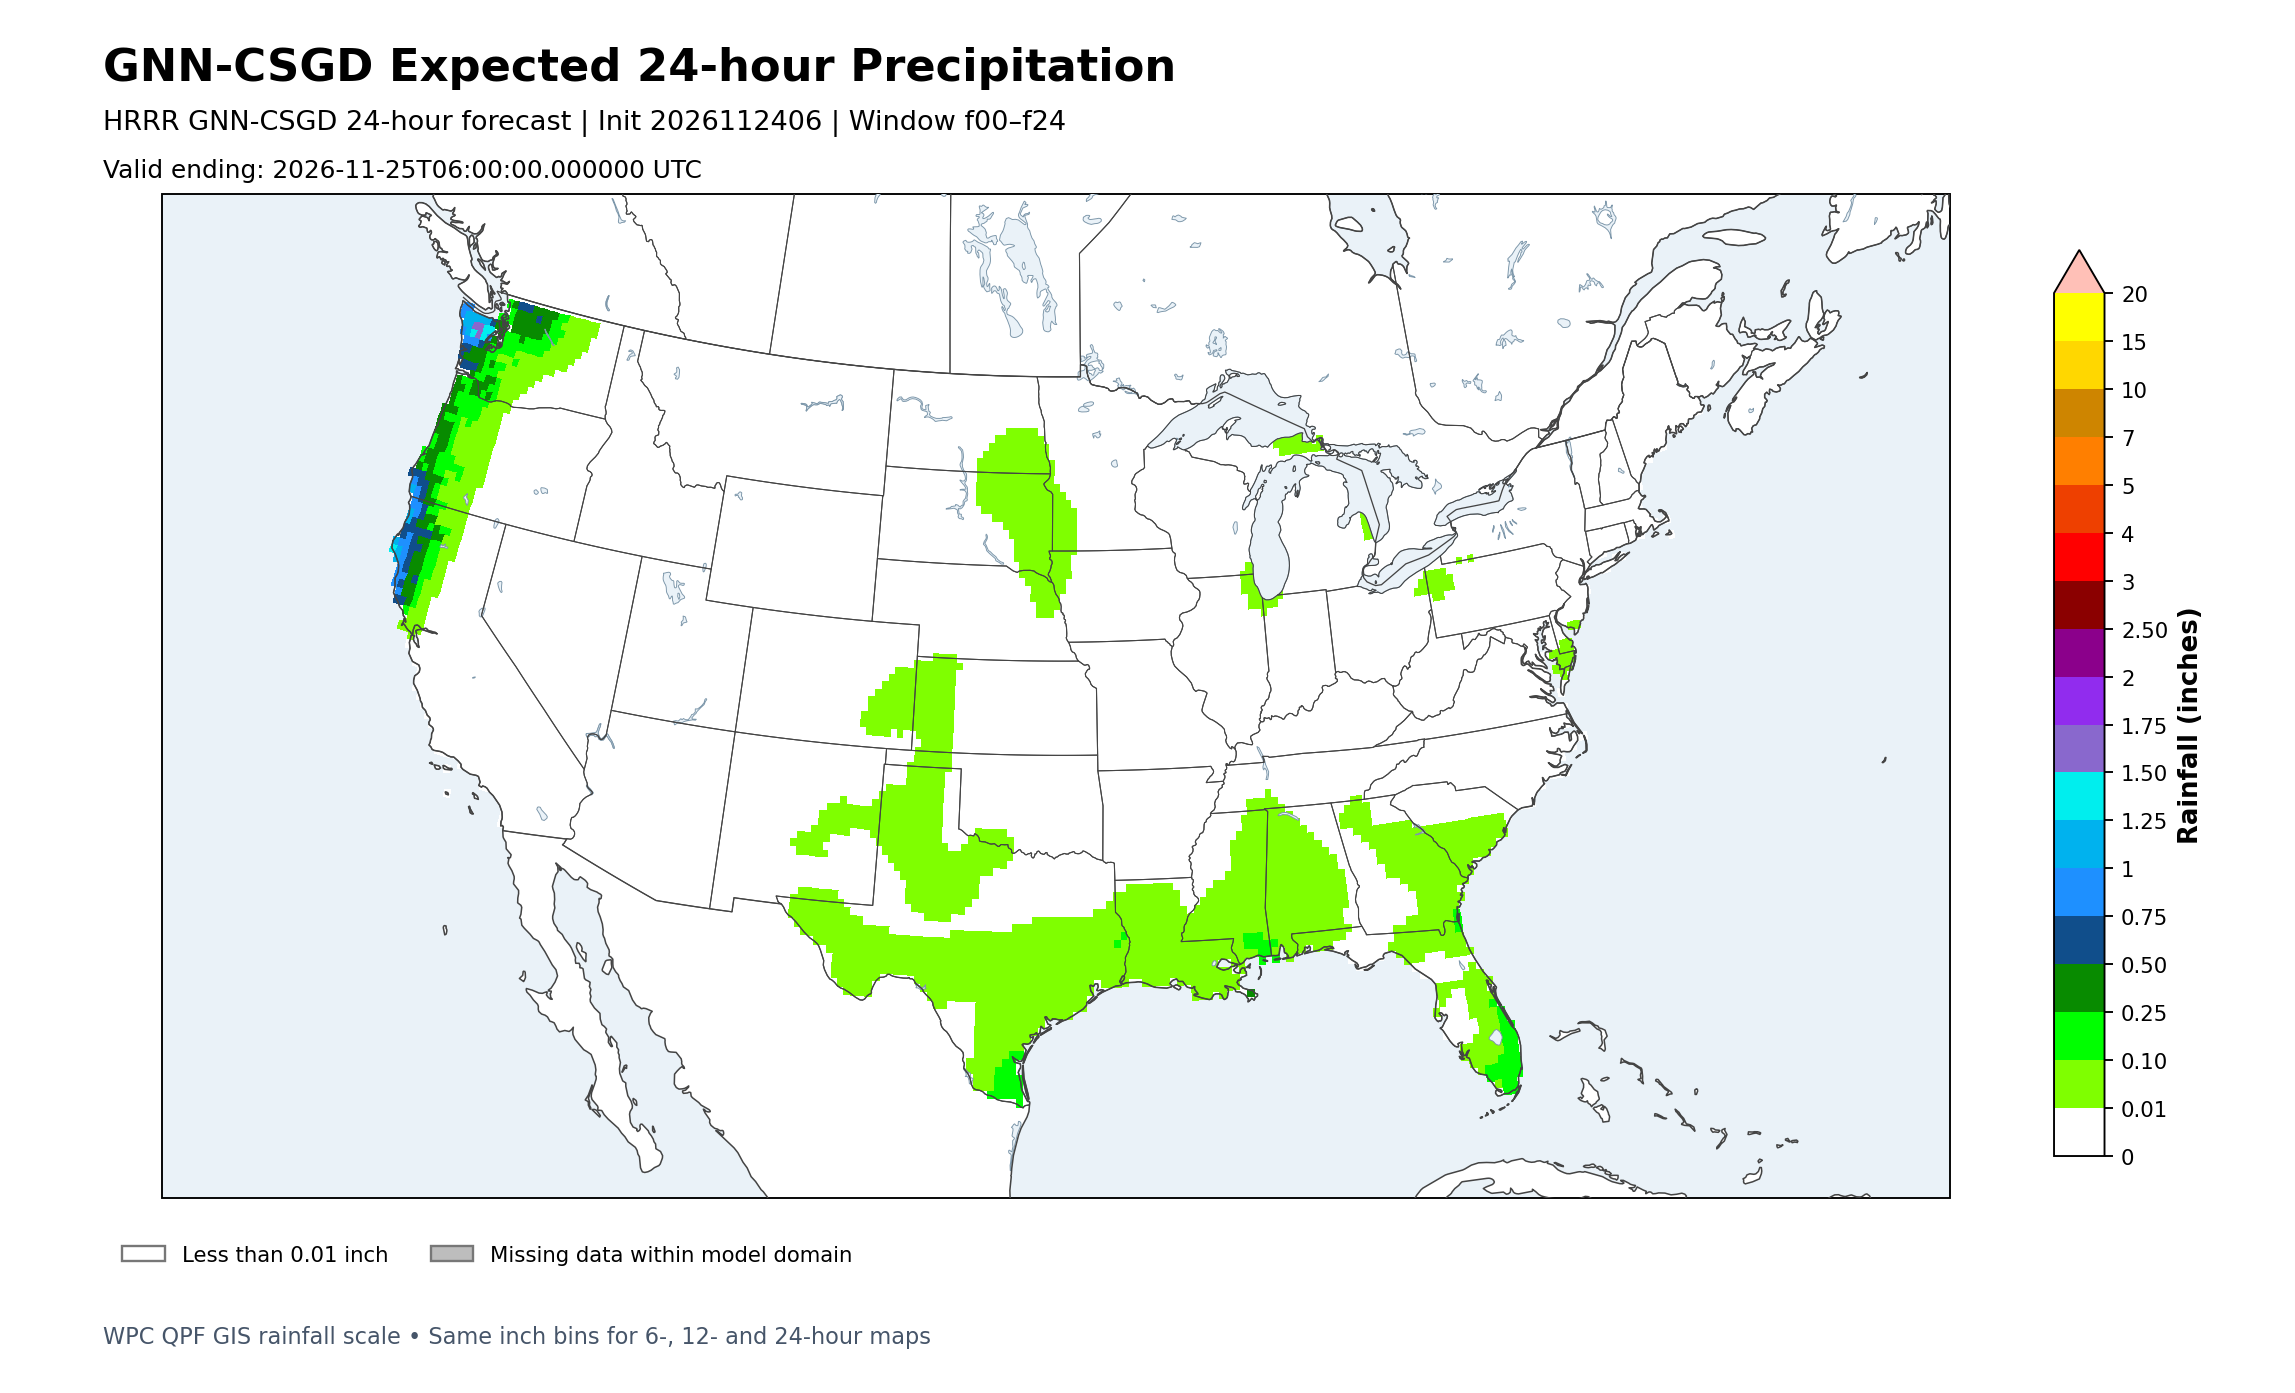 GNN-CSGD Expected 24-hour Precipitation
HRRR GNN-CSGD 24-hour forecast | Init 2026112406 | Window f00–f24
Valid ending: 2026-11-25T06:00:00.000000 UTC
20
15
10
7
5
4
3
2.50
2
1.75
1.50
1.25
1
0.75
0.50
0.25
0.10
0.01
0
Rainfall (inches)
Less than 0.01 inch
Missing data within model domain
WPC QPF GIS rainfall scale • Same inch bins for 6-, 12- and 24-hour maps